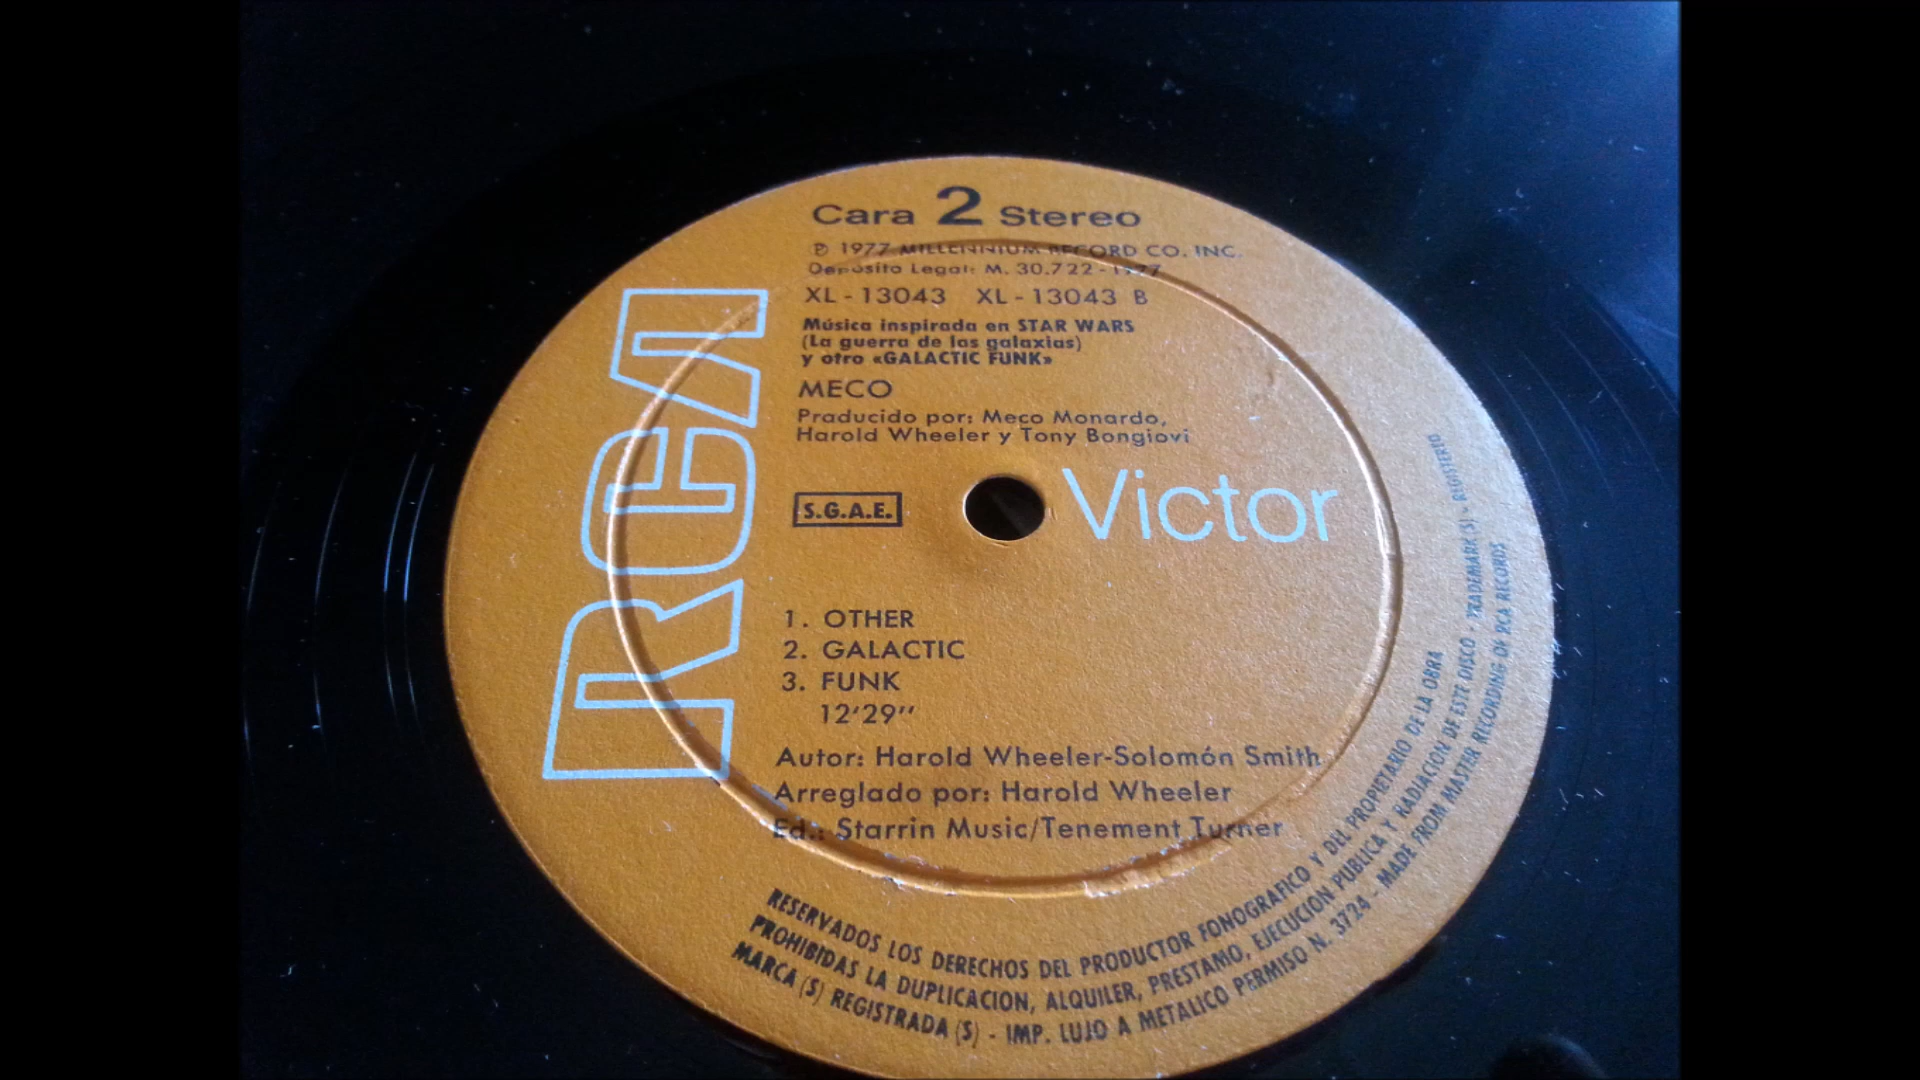 Cara 2 Stereo
℗ 1977 MILLENNIUM RECORD CO. INC.
Deposito Legal: M. 30.722-1977
XL-13043 XL-13043 B
Música inspirada en STAR WARS
(La guerra de las galaxias)
y otro «GALACTIC FUNK»
MECO
Praducido por: Meco Monardo,
Harold Wheeler y Tony Bongiovi
RCA
S.G.A.E.
Victor
1. OTHER
2. GALACTIC
3. FUNK
12'29''
Autor: Harold Wheeler-Solomón Smith
Arreglado por: Harold Wheeler
Ed.: Starrin Music/Tenement Turner
RESERVADOS LOS DERECHOS DEL PRODUCTOR FONOGRAFICO Y DEL PROPIETARIO DE LA OBRA
PROHIBIDAS LA DUPLICACION, ALQUILER, PRESTAMO, EJECUCION PUBLICA Y RADIACION DE ESTE DISCO - TRADEMARK (S) - REGISTERED
MARCA (S) REGISTRADA (S) - IMP. LUJO A METALICO PERMISO N. 3724 - MADE FROM MASTER RECORDING OF RCA RECORDS